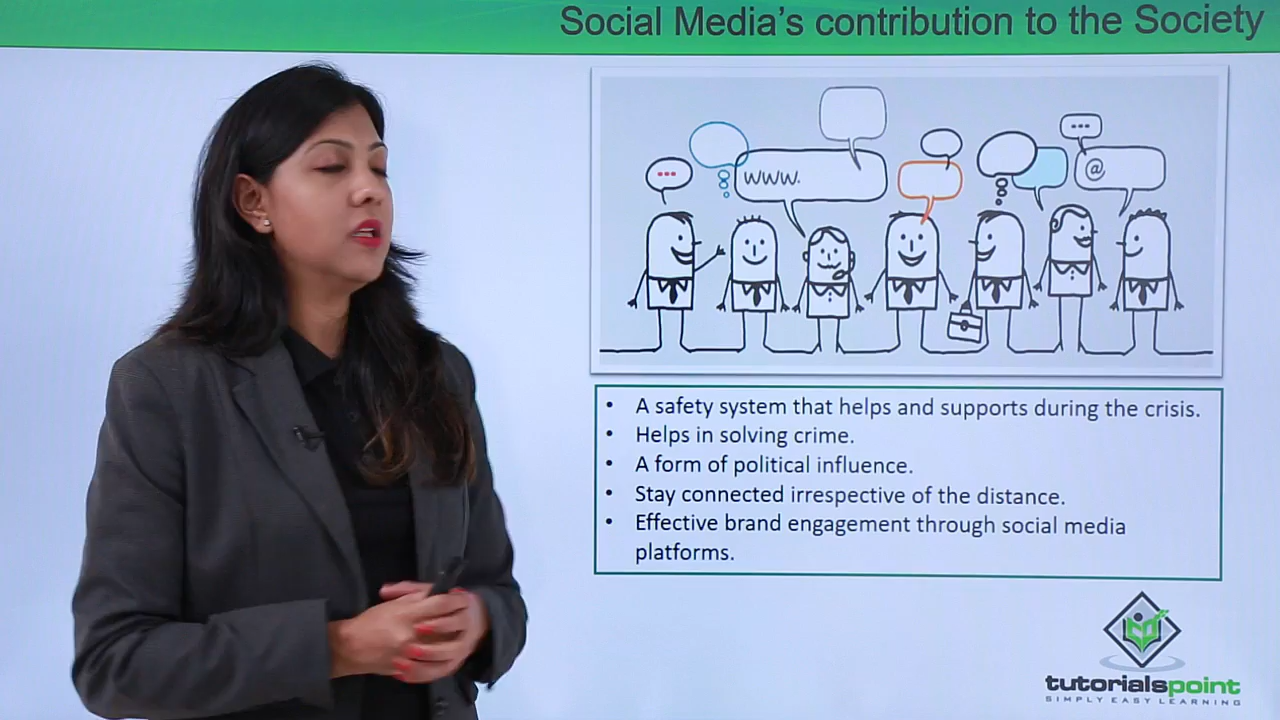 Social Media's contribution to the Society
...
www.
...
@
• A safety system that helps and supports during the crisis.
• Helps in solving crime.
• A form of political influence.
• Stay connected irrespective of the distance.
• Effective brand engagement through social media
platforms.
tutorialspoint
SIMPLY EASY LEARNING